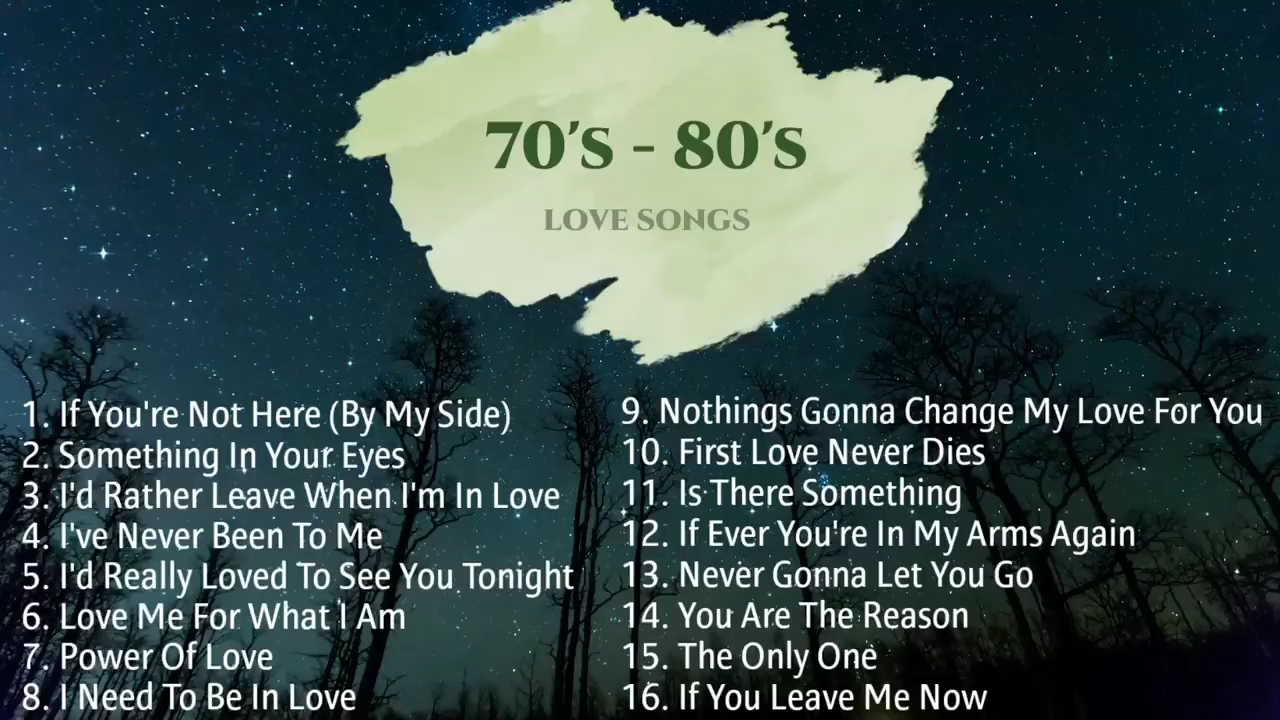 70's - 80's
LOVE SONGS
1. If You're Not Here (By My Side)
2. Something In Your Eyes
3. I'd Rather Leave When I'm In Love
4. I've Never Been To Me
5. I'd Really Loved To See You Tonight
6. Love Me For What I Am
7. Power Of Love
8. I Need To Be In Love
9. Nothings Gonna Change My Love For You
10. First Love Never Dies
11. Is There Something
12. If Ever You're In My Arms Again
13. Never Gonna Let You Go
14. You Are The Reason
15. The Only One
16. If You Leave Me Now